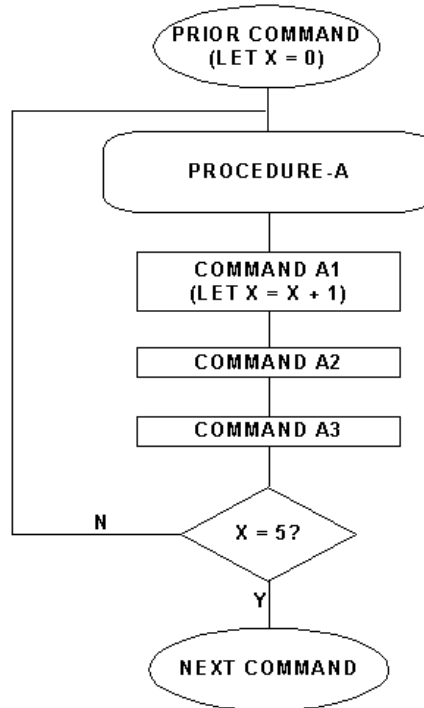 PRIOR COMMAND
(LET X = 0)
PROCEDURE-A
COMMAND A1
(LET X = X + 1)
COMMAND A2
COMMAND A3
N
X = 5?
Y
NEXT COMMAND